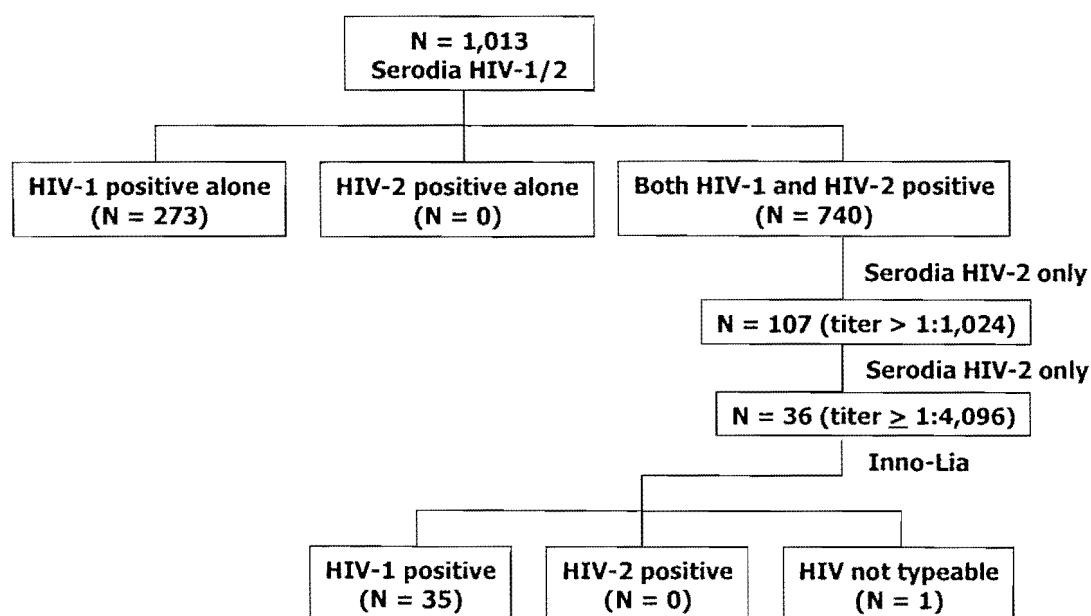 N = 1,013
Serodia HIV-1/2
HIV-1 positive alone
(N = 273)
HIV-2 positive alone
(N = 0)
Both HIV-1 and HIV-2 positive
(N = 740)
Serodia HIV-2 only
N = 107 (titer > 1:1,024)
Serodia HIV-2 only
N = 36 (titer ≥ 1:4,096)
Inno-Lia
HIV-1 positive
(N = 35)
HIV-2 positive
(N = 0)
HIV not typeable
(N = 1)